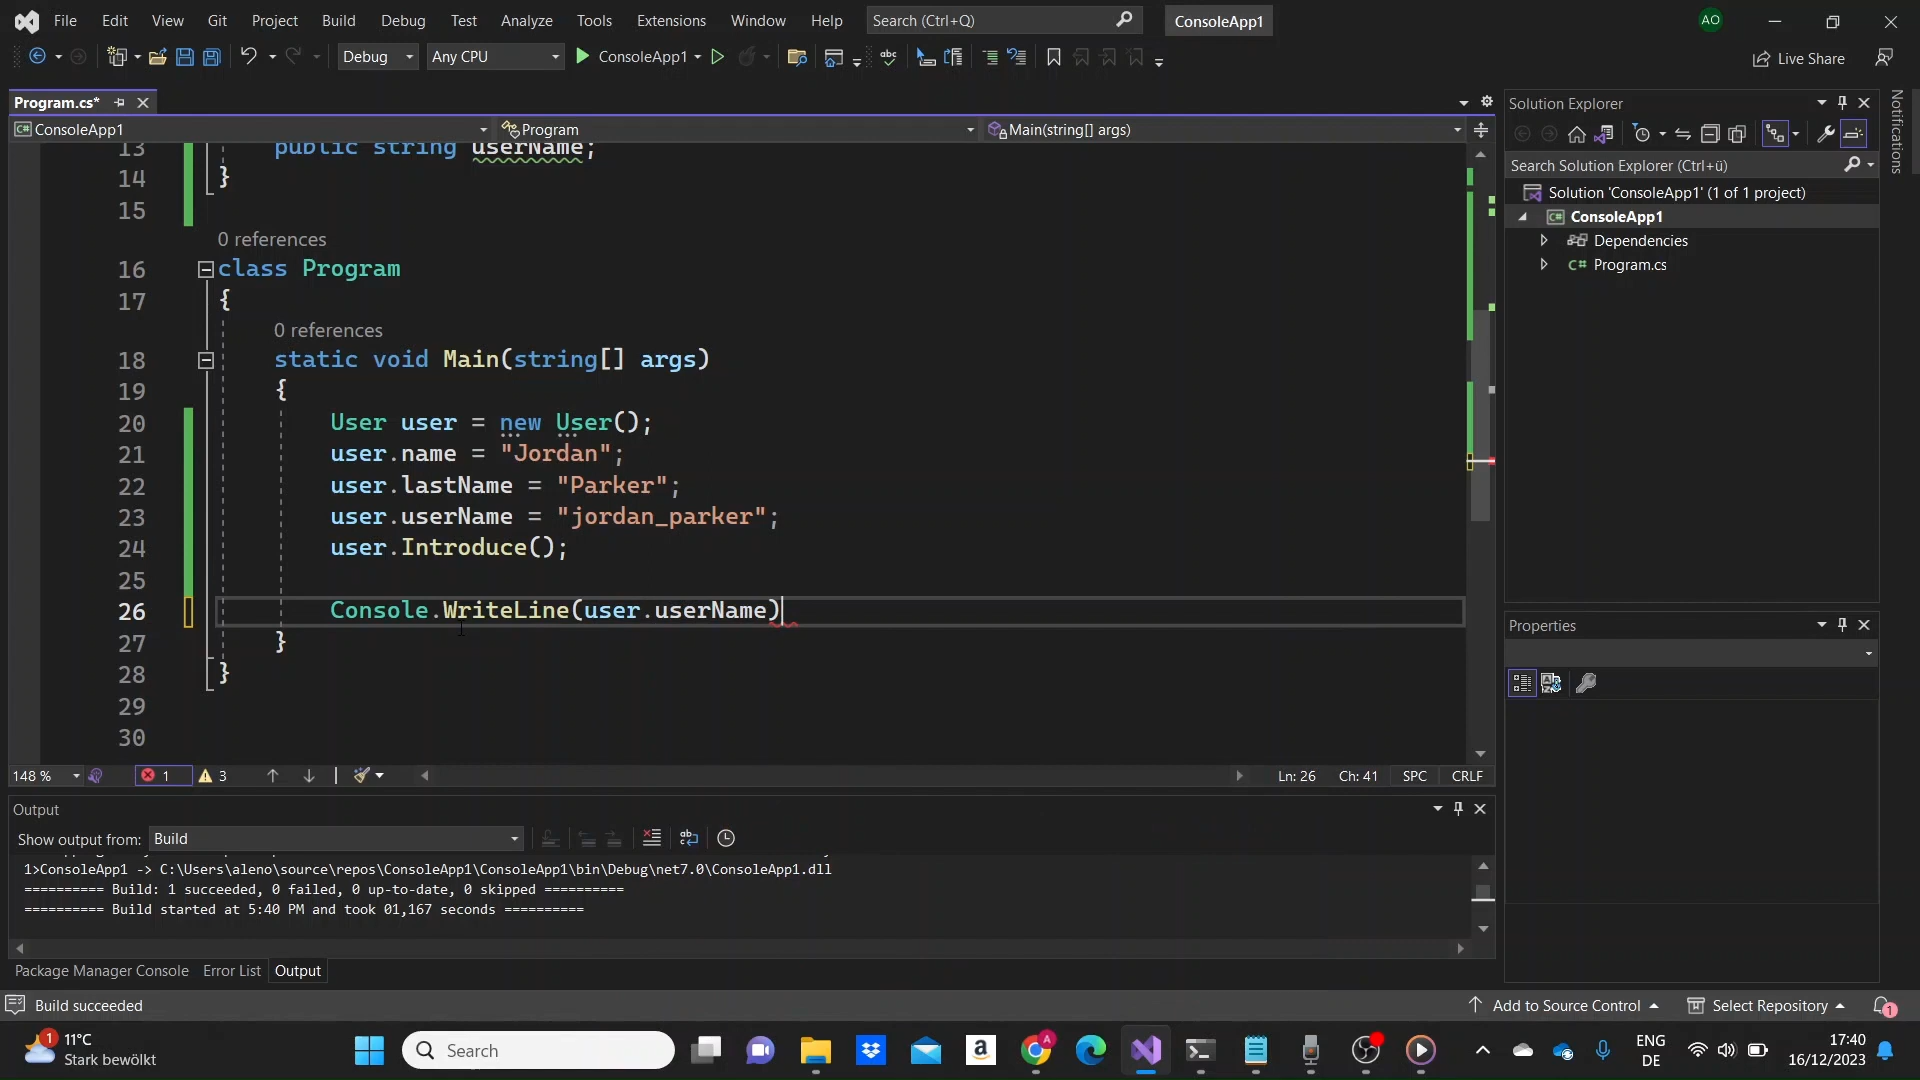 File Edit View Git Project Build Debug Test Analyze Tools Extensions Window Help Search (Ctrl+Q) ConsoleApp1 AO
Debug Any CPU ConsoleApp1 Live Share
Program.cs*
ConsoleApp1 Program Main(string[] args)
13 public string userName;
14 }
15
0 references
16 class Program
17 {
0 references
18 static void Main(string[] args)
19 {
20 User user = new User();
21 user.name = "Jordan";
22 user.lastName = "Parker";
23 user.userName = "jordan_parker";
24 user.Introduce();
25
26 Console.WriteLine(user.userName)
27 }
28 }
29
30
148 % 1 3 Ln: 26 Ch: 41 SPC CRLF
Output
Show output from: Build
1>ConsoleApp1 -> C:\Users\aleno\source\repos\ConsoleApp1\ConsoleApp1\bin\Debug\net7.0\ConsoleApp1.dll
========== Build: 1 succeeded, 0 failed, 0 up-to-date, 0 skipped ==========
========== Build started at 5:40 PM and took 01,167 seconds ==========
Package Manager Console Error List Output
Solution Explorer
Search Solution Explorer (Ctrl+ü)
Solution 'ConsoleApp1' (1 of 1 project)
C# ConsoleApp1
Dependencies
C# Program.cs
Properties
Notifications
Build succeeded Add to Source Control Select Repository 1
1 11°C
Stark bewölkt
Search
ENG
DE
17:40
16/12/2023